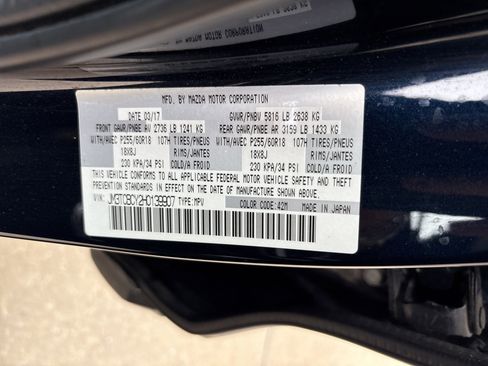 MFD. BY MAZDA MOTOR CORPORATION
DATE 03/17 GVWR/PNBV 5816 LB 2638 KG
FRONT GAWR/PNBE AV 2736 LB 1241 KG REAR GAWR/PNBE AR 3159 LB 1433 KG
WITH/AVEC P255/60R18 107H TIRES/PNEUS WITH/AVEC P255/60R18 107H TIRES/PNEUS
18X8J RIMS/JANTES 18X8J RIMS/JANTES
230 KPA/34 PSI COLD/A FROID 230 KPA/34 PSI COLD/A FROID
THIS VEHICLE CONFORMS TO ALL APPLICABLE FEDERAL MOTOR VEHICLE SAFETY AND THEFT
PREVENTION STANDARDS IN EFFECT ON THE DATE OF MANUFACTURE SHOWN ABOVE.
VIN: JM3TCBCY2H0139907 TYPE:MPV COLOR CODE:42M MADE IN JAPAN